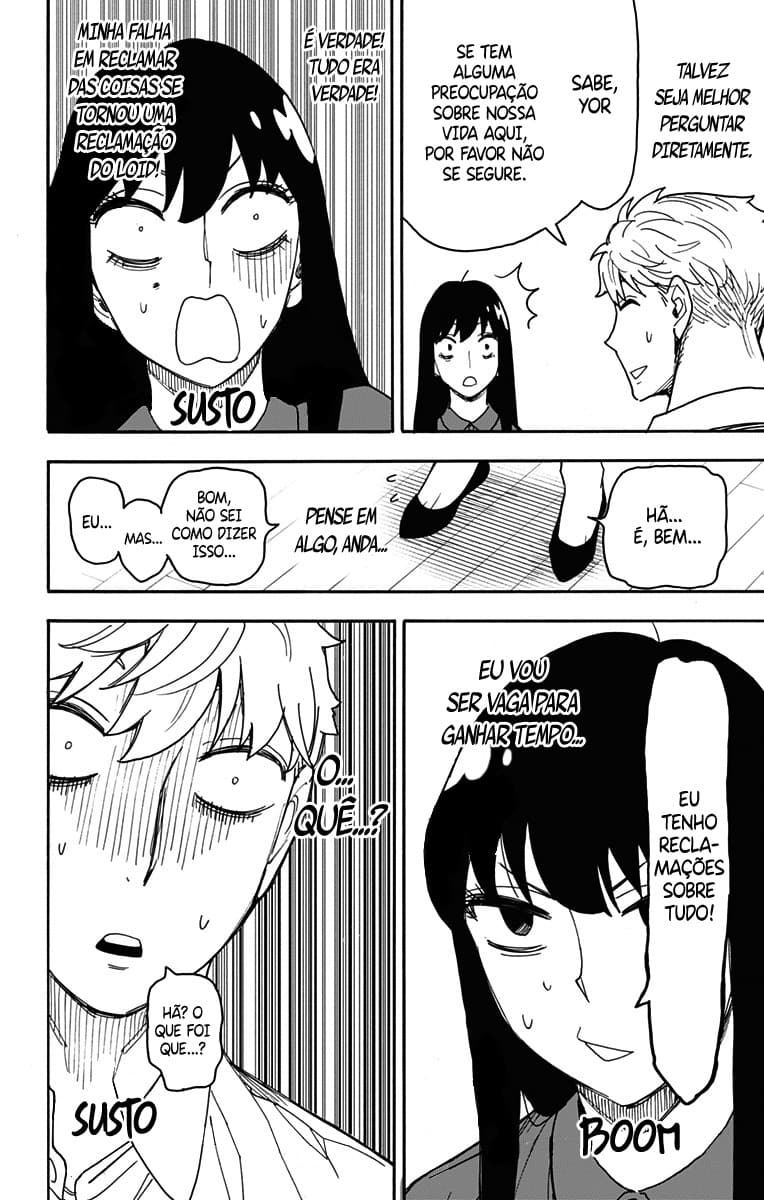 TALVEZ
SEJA MELHOR
PERGUNTAR
DIRETAMENTE.
SABE,
YOR
SE TEM
ALGUMA
PREOCUPAÇÃO
SOBRE NOSSA
VIDA AQUI,
POR FAVOR NÃO
SE SEGURE.
É VERDADE!
TUDO ERA
VERDADE!
MINHA FALHA
EM RECLAMAR
DAS COISAS SE
TORNOU UMA
RECLAMAÇÃO
DO LOID!
SUSTO
HÃ...
É, BEM...
PENSE EM
ALGO, ANDA...
BOM,
NÃO SEI
COMO DIZER
ISSO...
MAS...
EU...
EU VOU
SER VAGA PARA
GANHAR TEMPO...
EU
TENHO
RECLA-
MAÇÕES
SOBRE
TUDO!
BOOM
O...
QUÊ...?
HÃ? O
QUE FOI
QUE...?
SUSTO